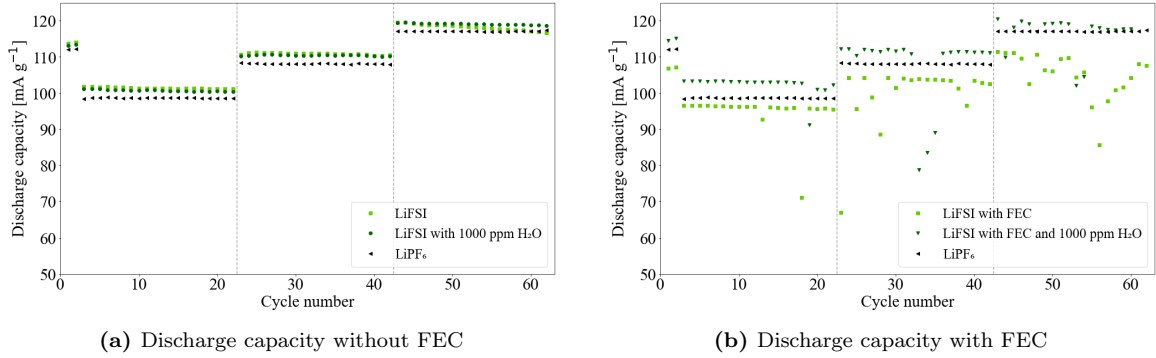 Discharge capacity [mA g⁻¹]
120
110
100
90
80
70
60
50
0
10
20
30
40
50
60
Cycle number
LiFSI
LiFSI with 1000 ppm H₂O
LiPF₆
(a) Discharge capacity without FEC
Discharge capacity [mA g⁻¹]
120
110
100
90
80
70
60
50
0
10
20
30
40
50
60
Cycle number
LiFSI with FEC
LiFSI with FEC and 1000 ppm H₂O
LiPF₆
(b) Discharge capacity with FEC